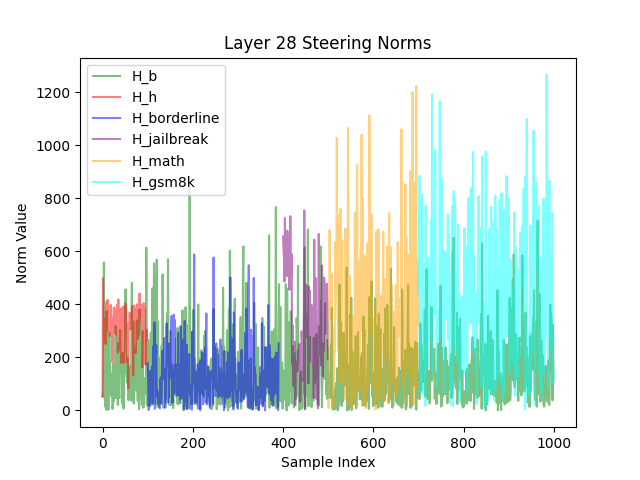 Layer 28 Steering Norms
H_b
H_h
H_borderline
H_jailbreak
H_math
H_gsm8k
1200
1000
800
600
400
200
0
Norm Value
0 200 400 600 800 1000
Sample Index